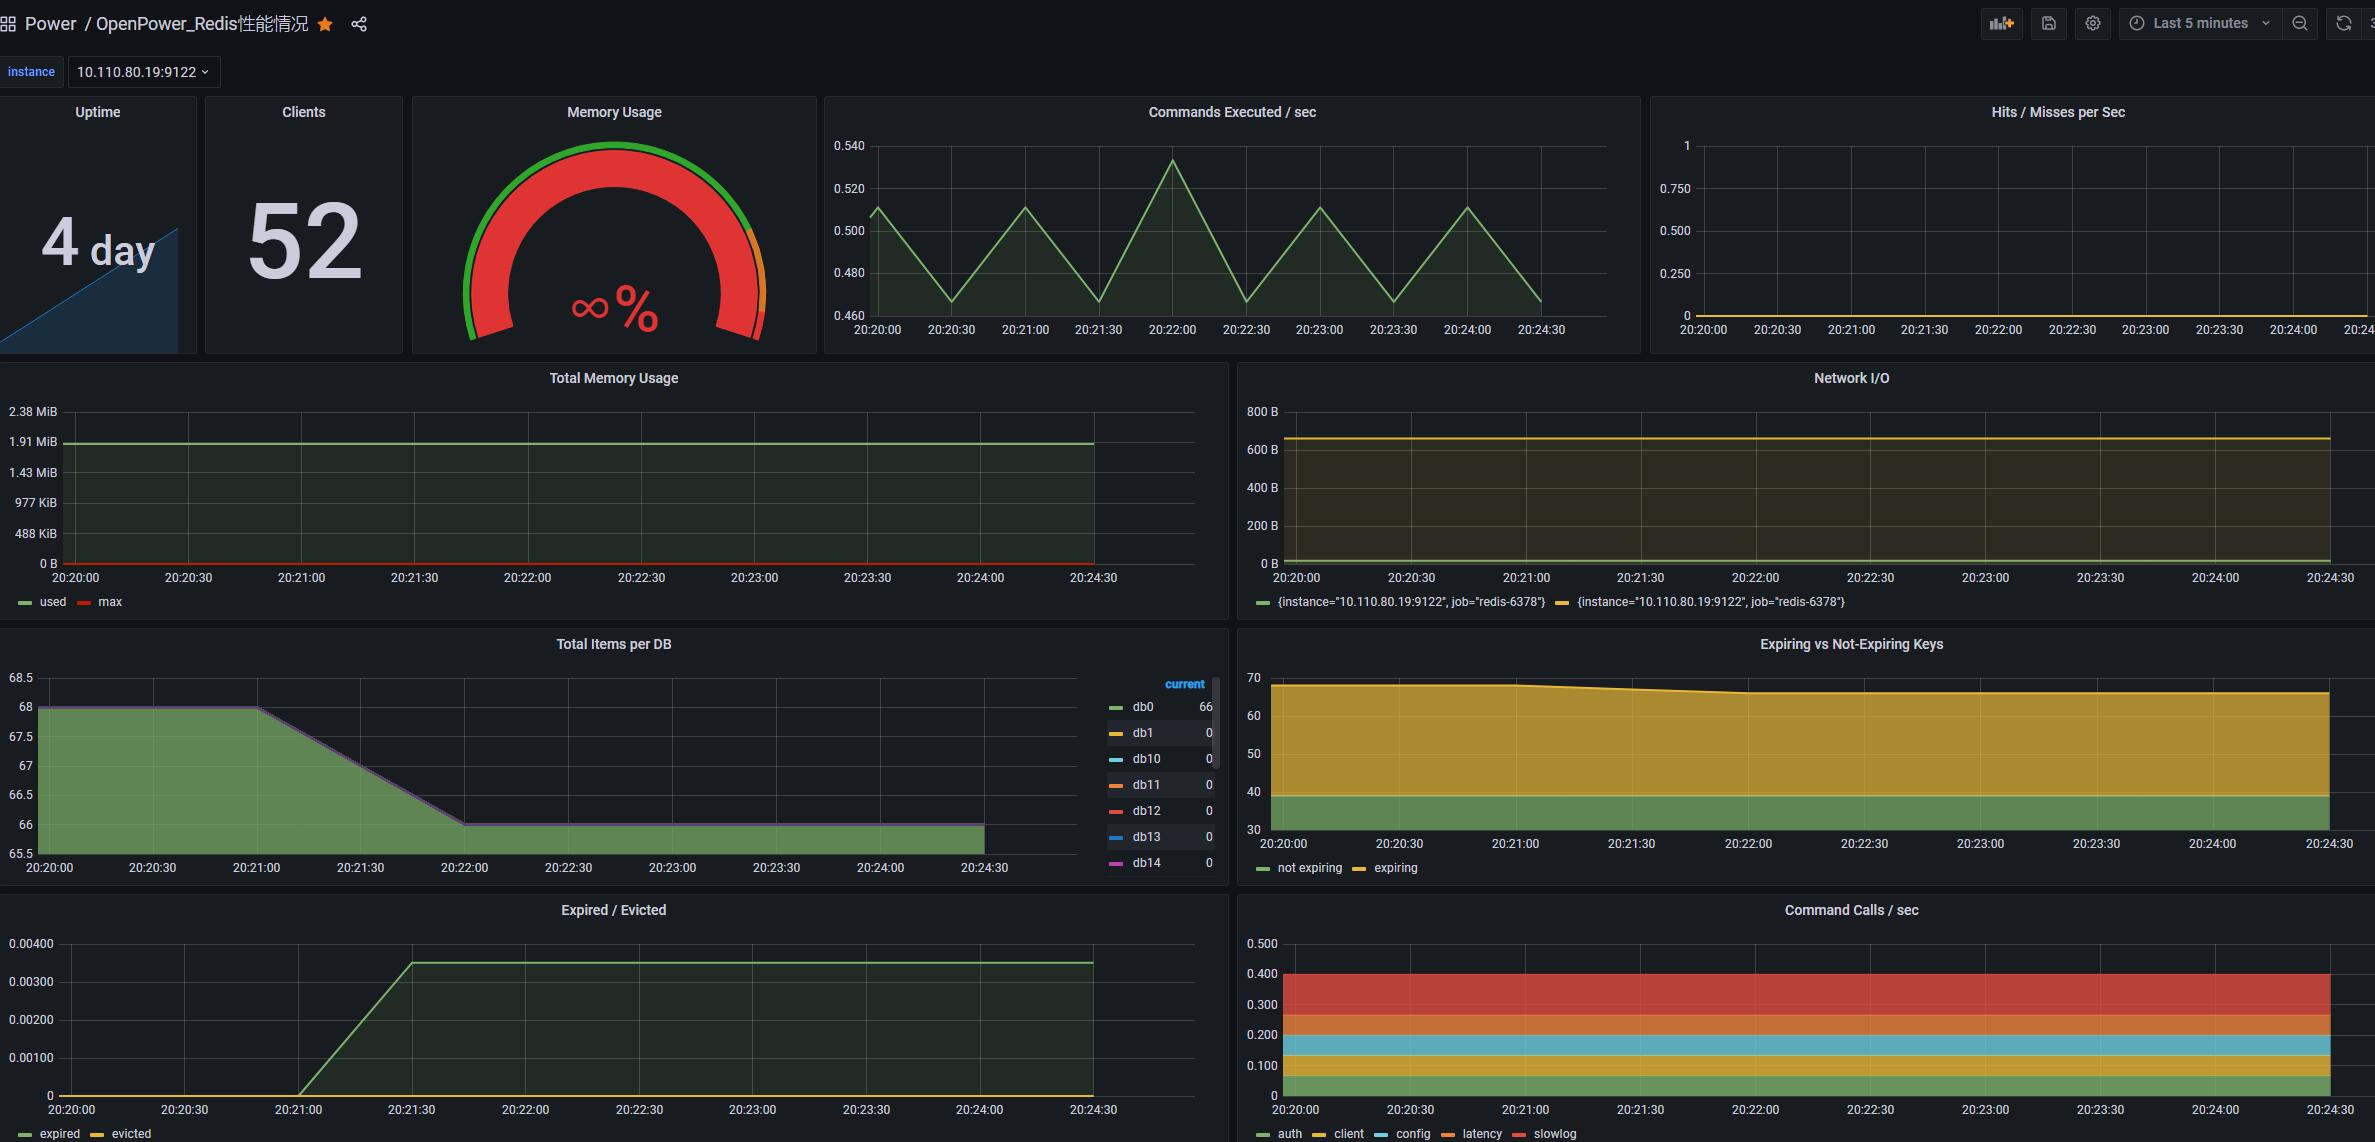 Power / OpenPower_Redis性能情况
Last 5 minutes
instance 10.110.80.19:9122
Uptime
4 day
Clients
52
Memory Usage
∞%
Commands Executed / sec
0.540
0.520
0.500
0.480
0.460
20:20:00 20:20:30 20:21:00 20:21:30 20:22:00 20:22:30 20:23:00 20:23:30 20:24:00 20:24:30
Hits / Misses per Sec
1
0.750
0.500
0.250
0
20:20:00 20:20:30 20:21:00 20:21:30 20:22:00 20:22:30 20:23:00 20:23:30 20:24:00 20:24
Total Memory Usage
2.38 MiB
1.91 MiB
1.43 MiB
977 KiB
488 KiB
0 B
20:20:00 20:20:30 20:21:00 20:21:30 20:22:00 20:22:30 20:23:00 20:23:30 20:24:00 20:24:30
used max
Network I/O
800 B
600 B
400 B
200 B
0 B
20:20:00 20:20:30 20:21:00 20:21:30 20:22:00 20:22:30 20:23:00 20:23:30 20:24:00 20:24:30
{instance="10.110.80.19:9122", job="redis-6378"} {instance="10.110.80.19:9122", job="redis-6378"}
Total Items per DB
68.5
68
67.5
67
66.5
66
65.5
20:20:00 20:20:30 20:21:00 20:21:30 20:22:00 20:22:30 20:23:00 20:23:30 20:24:00 20:24:30
current
db0 66
db1 0
db10 0
db11 0
db12 0
db13 0
db14 0
Expiring vs Not-Expiring Keys
70
60
50
40
30
20:20:00 20:20:30 20:21:00 20:21:30 20:22:00 20:22:30 20:23:00 20:23:30 20:24:00 20:24:30
not expiring expiring
Expired / Evicted
0.00400
0.00300
0.00200
0.00100
0
20:20:00 20:20:30 20:21:00 20:21:30 20:22:00 20:22:30 20:23:00 20:23:30 20:24:00 20:24:30
expired evicted
Command Calls / sec
0.500
0.400
0.300
0.200
0.100
0
20:20:00 20:20:30 20:21:00 20:21:30 20:22:00 20:22:30 20:23:00 20:23:30 20:24:00 20:24:30
auth client config latency slowlog